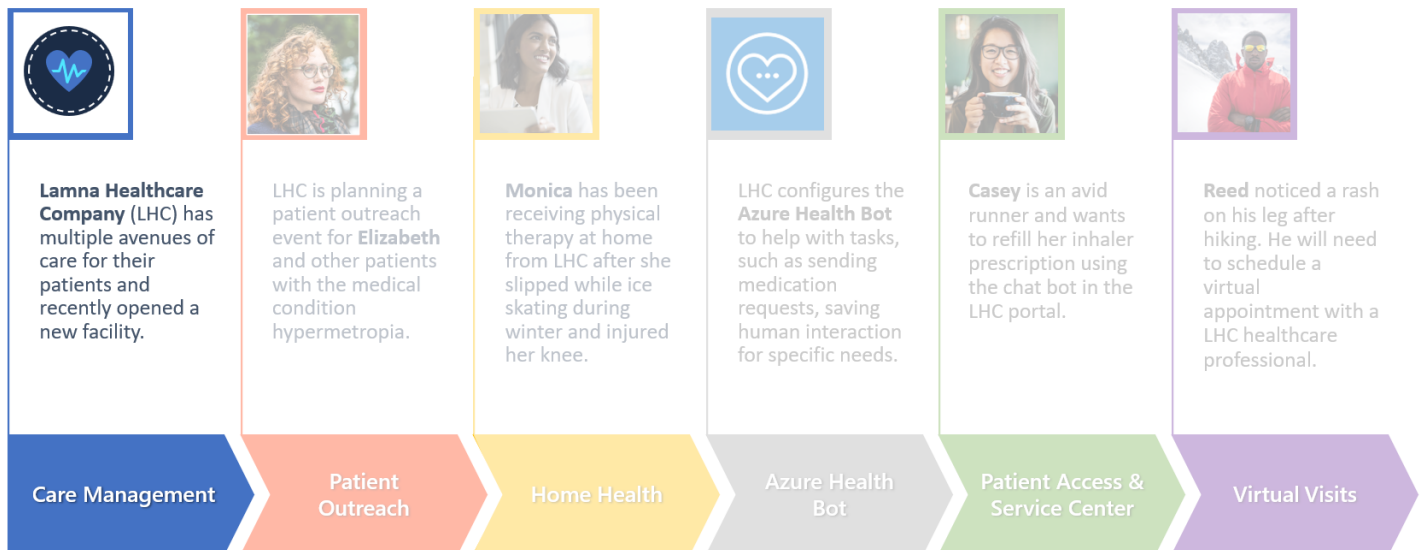 Lamna Healthcare
Company (LHC) has
multiple avenues of
care for their
patients and
recently opened a
new facility.
LHC is planning a
patient outreach
event for Elizabeth
and other patients
with the medical
condition
hypermetropia.
Monica has been
receiving physical
therapy at home
from LHC after she
slipped while ice
skating during
winter and injured
her knee.
LHC configures the
Azure Health Bot
to help with tasks,
such as sending
medication
requests, saving
human interaction
for specific needs.
Casey is an avid
runner and wants
to refill her inhaler
prescription using
the chat bot in the
LHC portal.
Reed noticed a rash
on his leg after
hiking. He will need
to schedule a
virtual
appointment with a
LHC healthcare
professional.
Care Management
Patient
Outreach
Home Health
Azure Health
Bot
Patient Access &
Service Center
Virtual Visits